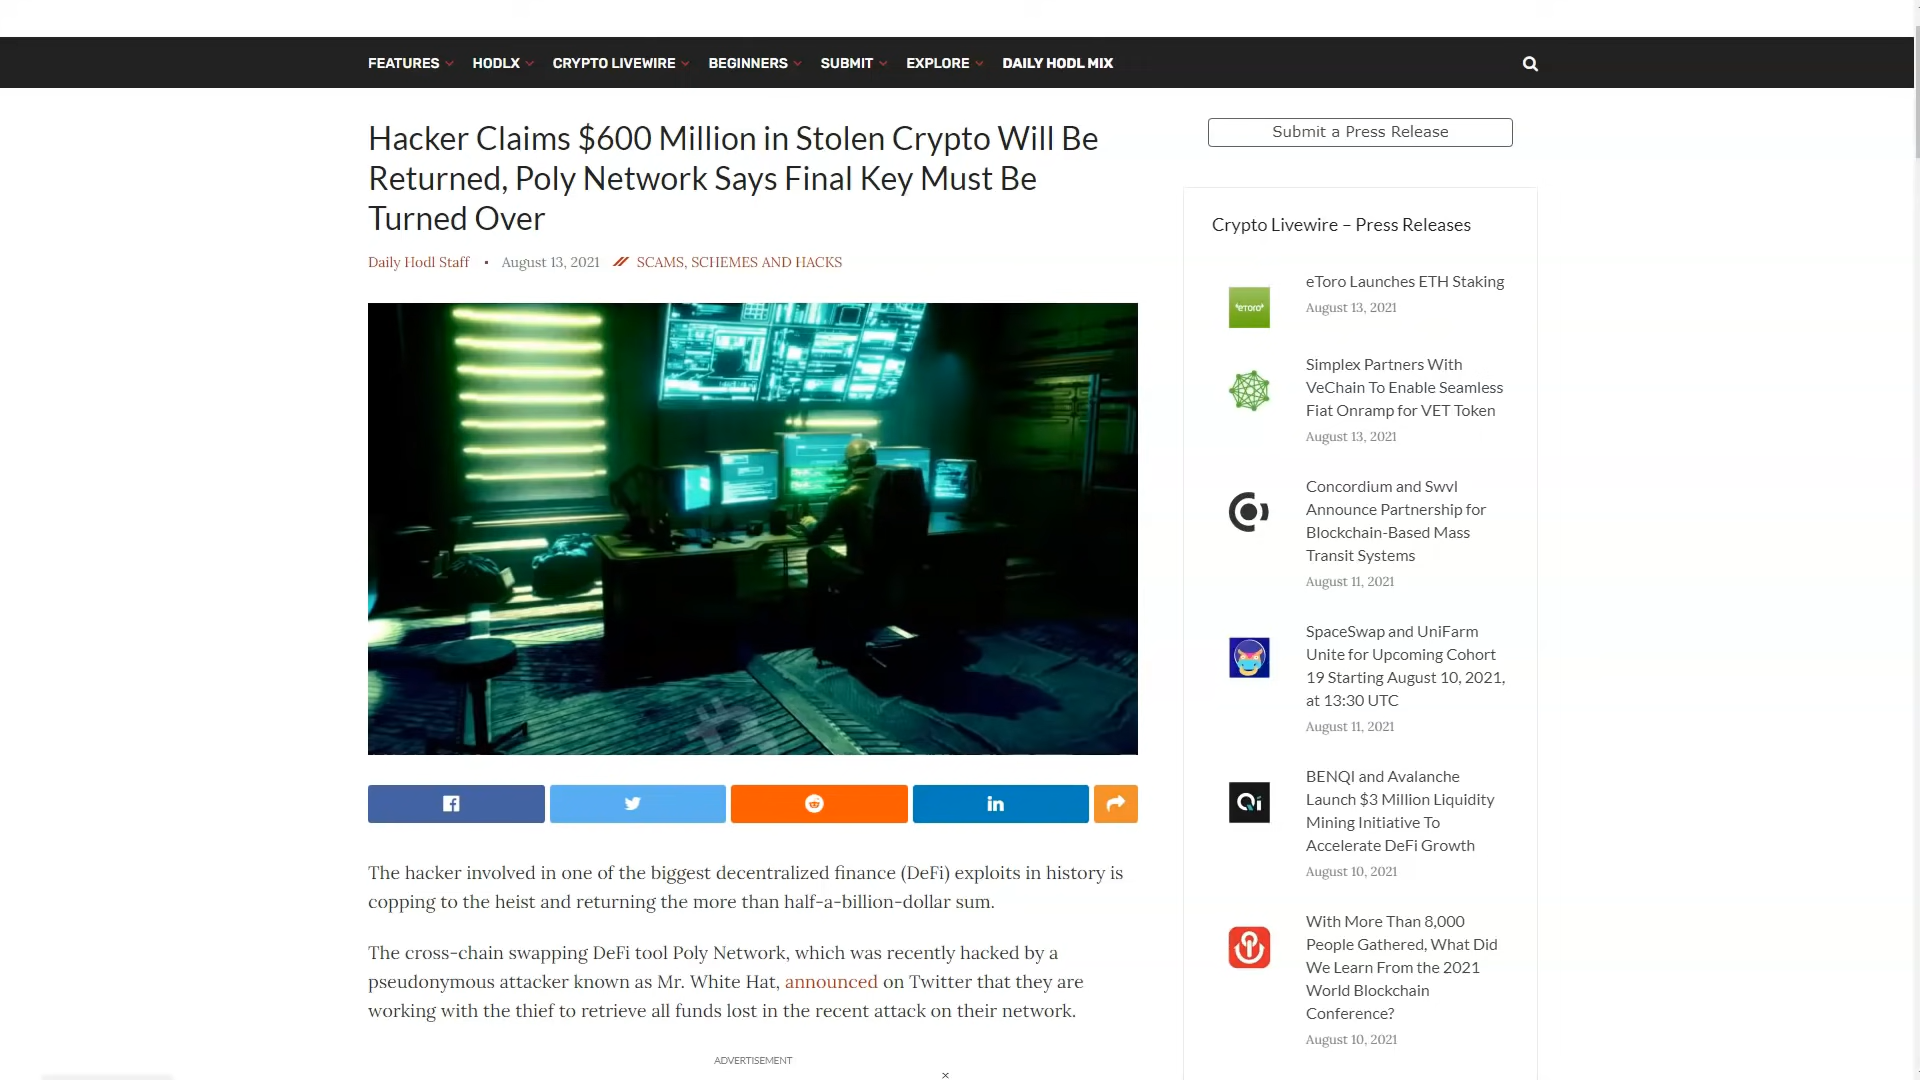 FEATURES HODLX CRYPTO LIVEWIRE BEGINNERS SUBMIT EXPLORE DAILY HODL MIX
Hacker Claims $600 Million in Stolen Crypto Will Be
Returned, Poly Network Says Final Key Must Be
Turned Over
Daily Hodl Staff • August 13, 2021 SCAMS, SCHEMES AND HACKS
The hacker involved in one of the biggest decentralized finance (DeFi) exploits in history is
copping to the heist and returning the more than half-a-billion-dollar sum.
The cross-chain swapping DeFi tool Poly Network, which was recently hacked by a
pseudonymous attacker known as Mr. White Hat, announced on Twitter that they are
working with the thief to retrieve all funds lost in the recent attack on their network.
ADVERTISEMENT
Submit a Press Release
Crypto Livewire – Press Releases
eToro
eToro Launches ETH Staking
August 13, 2021
Simplex Partners With
VeChain To Enable Seamless
Fiat Onramp for VET Token
August 13, 2021
Concordium and Swvl
Announce Partnership for
Blockchain-Based Mass
Transit Systems
August 11, 2021
SpaceSwap and UniFarm
Unite for Upcoming Cohort
19 Starting August 10, 2021,
at 13:30 UTC
August 11, 2021
Qi
BENQI and Avalanche
Launch $3 Million Liquidity
Mining Initiative To
Accelerate DeFi Growth
August 10, 2021
With More Than 8,000
People Gathered, What Did
We Learn From the 2021
World Blockchain
Conference?
August 10, 2021